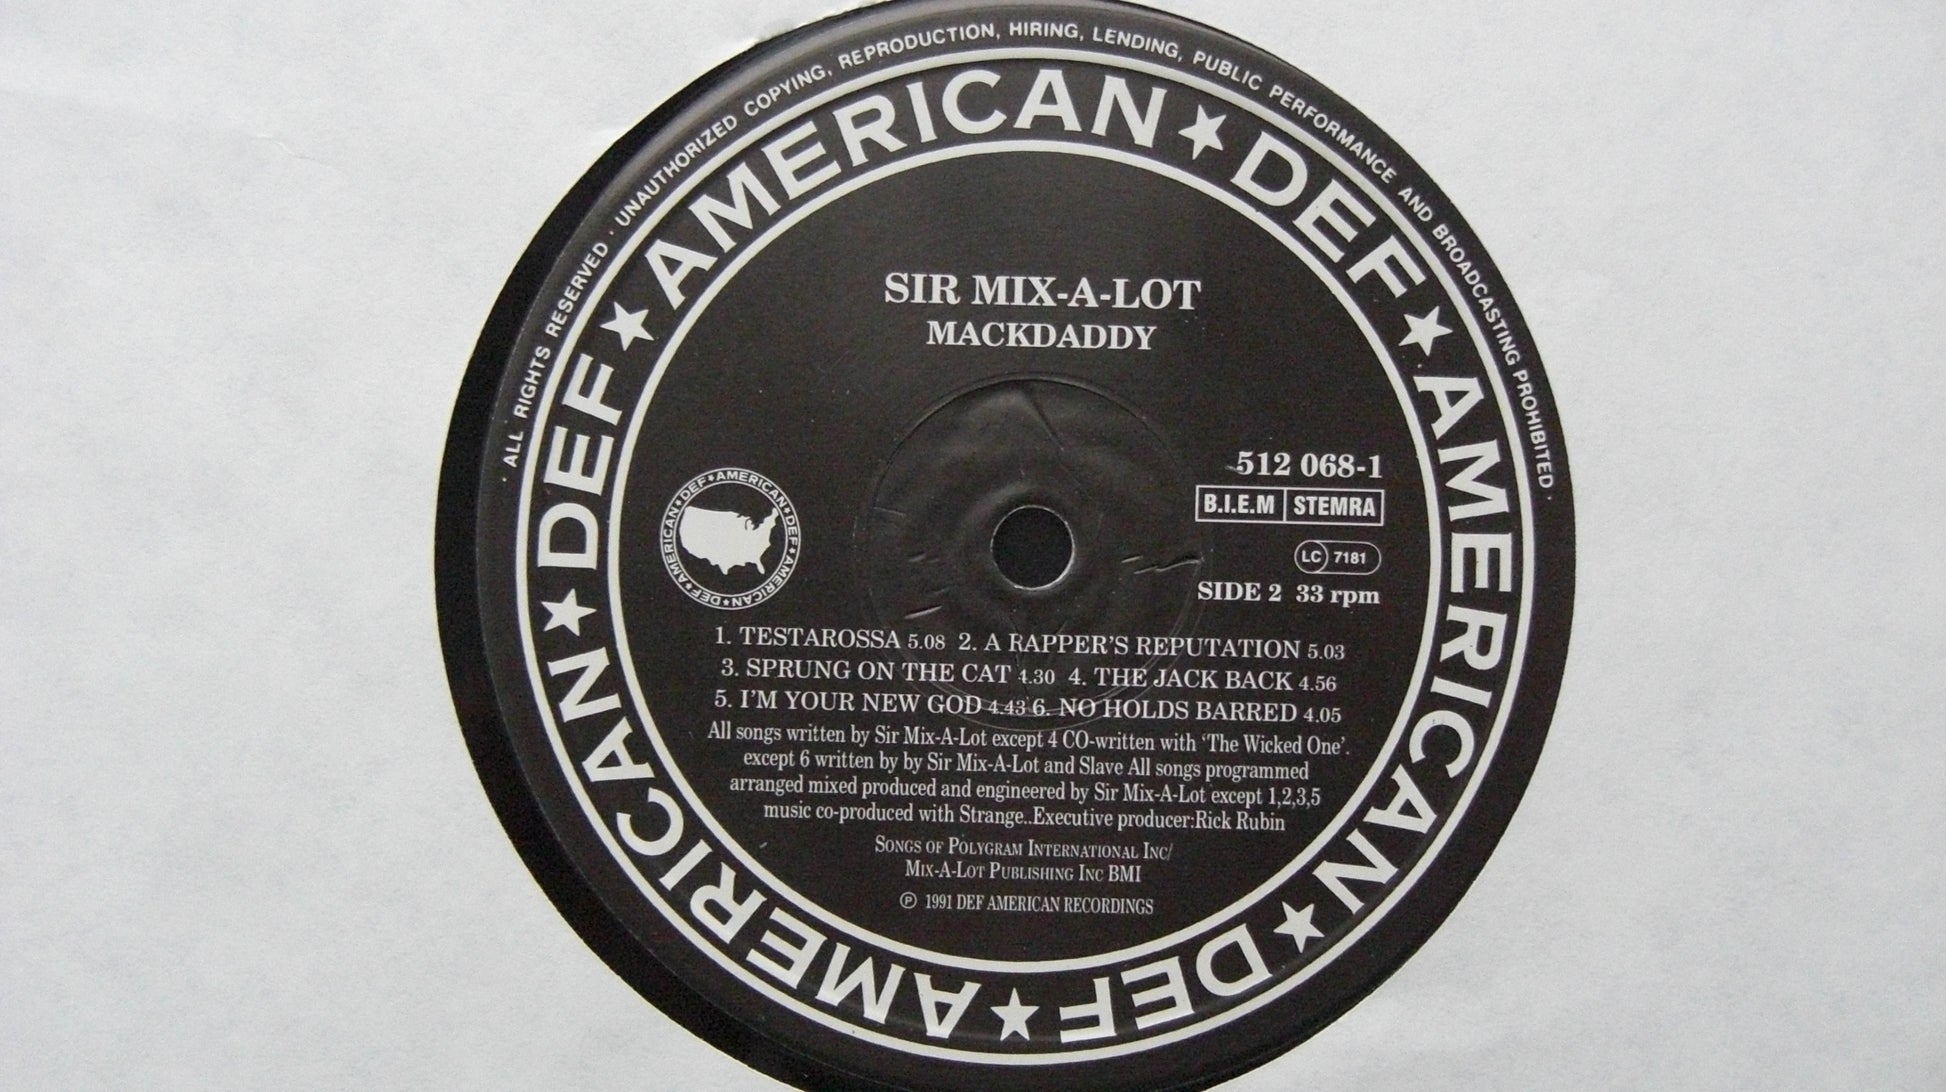 · ALL RIGHTS RESERVED · UNAUTHORIZED COPYING, REPRODUCTION, HIRING, LENDING, PUBLIC PERFORMANCE AND BROADCASTING PROHIBITED ·
AMERICAN ★ DEF ★ AMERICAN ★ DEF ★ AMERICAN ★ DEF ★
SIR MIX-A-LOT
MACKDADDY
512 068-1
B.I.E.M STEMRA
LC 7181
SIDE 2 33 rpm
DEF ★ AMERICAN ★ DEF ★ AMERICAN ★ DEF ★ AMERICAN ★
1. TESTAROSSA 5.08 2. A RAPPER'S REPUTATION 5.03
3. SPRUNG ON THE CAT 4.30 4. THE JACK BACK 4.56
5. I'M YOUR NEW GOD 4.43 6. NO HOLDS BARRED 4.05
All songs written by Sir Mix-A-Lot except 4 CO-written with 'The Wicked One'.
except 6 written by by Sir Mix-A-Lot and Slave All songs programmed
arranged mixed produced and engineered by Sir Mix-A-Lot except 1,2,3,5
music co-produced with Strange..Executive producer:Rick Rubin
SONGS OF POLYGRAM INTERNATIONAL INC/
MIX-A-LOT PUBLISHING INC BMI
℗ 1991 DEF AMERICAN RECORDINGS